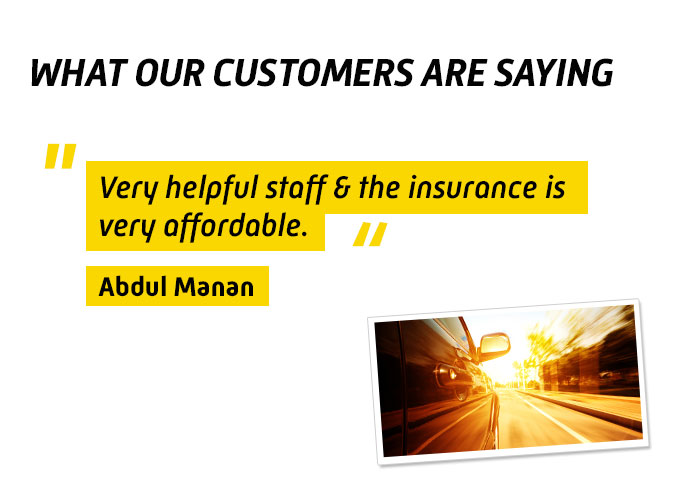 WHAT OUR CUSTOMERS ARE SAYING
"Very helpful staff & the insurance is
very affordable."
Abdul Manan